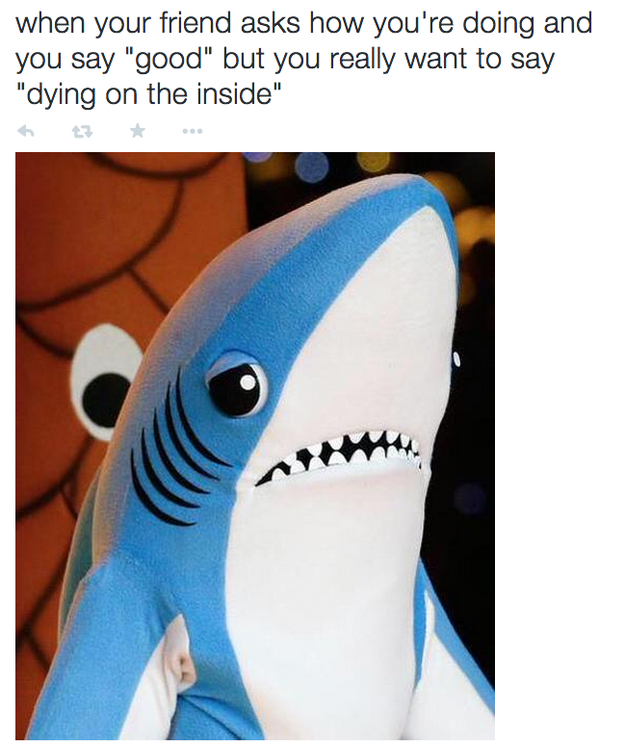 when your friend asks how you're doing and
you say "good" but you really want to say
"dying on the inside"